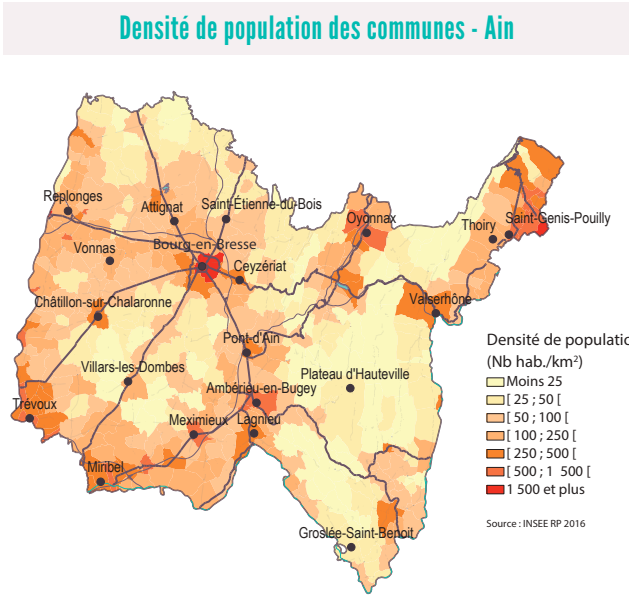 Densité de population des communes - Ain
Replonges
Attignat
Saint-Étienne-du-Bois
Oyonnax
Thoiry
Saint-Genis-Pouilly
Vonnas
Bourg-en-Bresse
Ceyzériat
Châtillon-sur-Chalaronne
Valserhône
Pont-d'Ain
Villars-les-Dombes
Plateau d'Hauteville
Ambérieu-en-Bugey
Trévoux
Meximieux
Lagnieu
Miribel
Groslée-Saint-Benoit
Densité de populatio
(Nb hab./km²)
Moins 25
[ 25 ; 50 [
[ 50 ; 100 [
[ 100 ; 250 [
[ 250 ; 500 [
[ 500 ; 1 500 [
1 500 et plus
Source : INSEE RP 2016